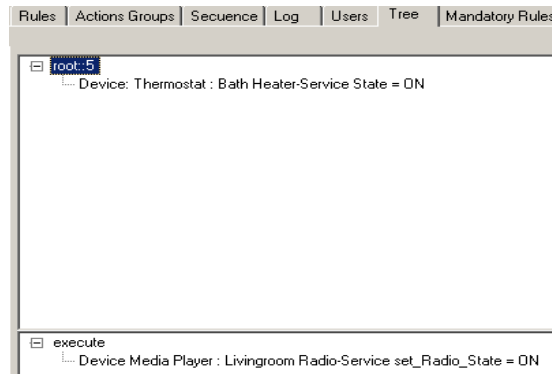 Rules Actions Groups Secuence Log Users Tree Mandatory Rules
root::5
Device: Thermostat : Bath Heater-Service State = ON
execute
Device Media Player : Livingroom Radio-Service set_Radio_State = ON